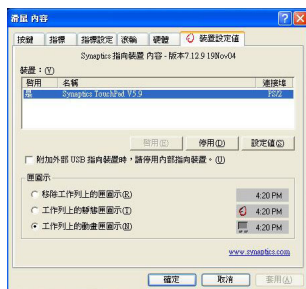 滑鼠 內容
按鍵 指標 指標設定 滾輪 硬體 裝置設定值
Synaptics 指向裝置 內容 - 版本7.12.9 19Nov04
裝置：(Y)
啓用 名稱 連接埠
是 Synaptics TouchPad V5.9 PS/2
啓用(E) 停用(D) 設定值(S)
附加外部 USB 指向裝置時，請停用內部指向裝置。(U)
匣圖示
移除工作列上的匣圖示(R) 4:20 PM
工作列上的靜態匣圖示(T) 4:20 PM
工作列上的動畫匣圖示(N) 4:20 PM
www.synaptics.com
確定 取消 套用(A)